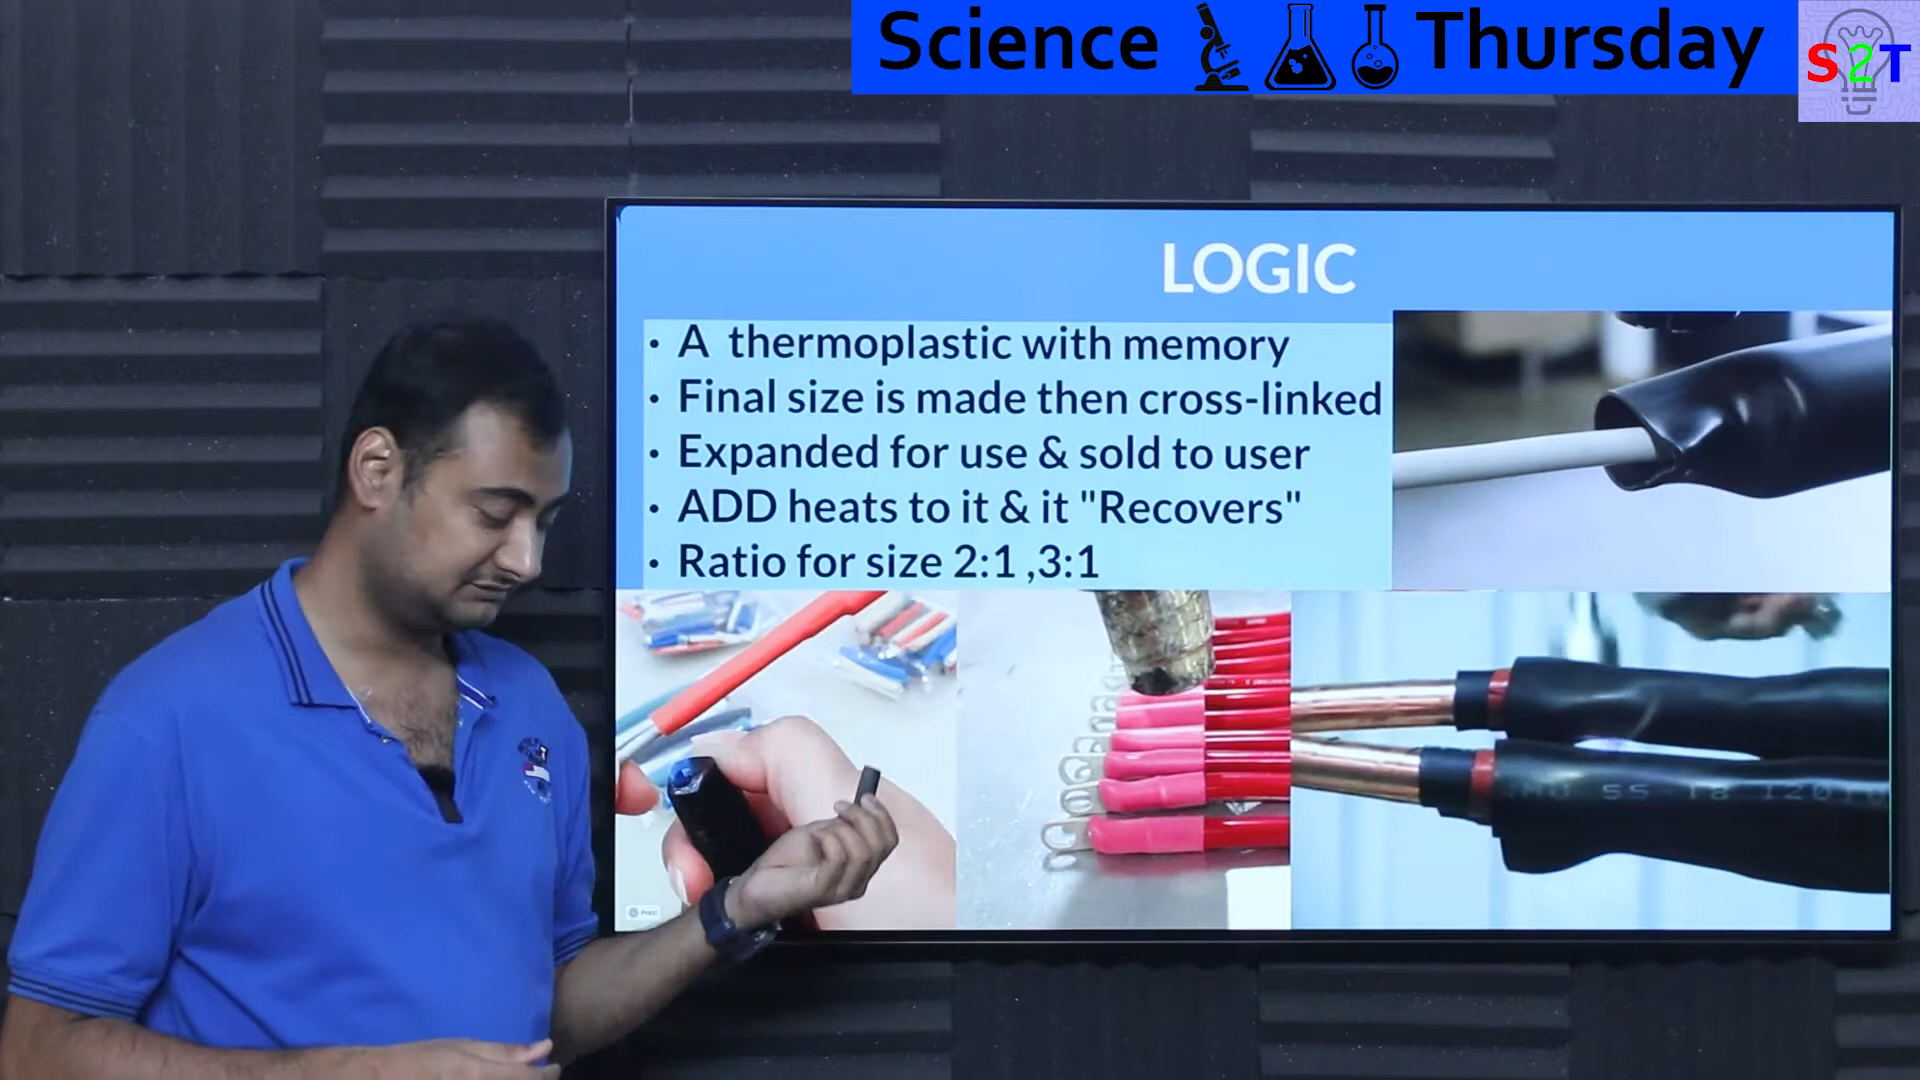 Science Thursday
S2T
LOGIC
• A thermoplastic with memory
• Final size is made then cross-linked
• Expanded for use & sold to user
• ADD heats to it & it "Recovers"
• Ratio for size 2:1 ,3:1
Prezi